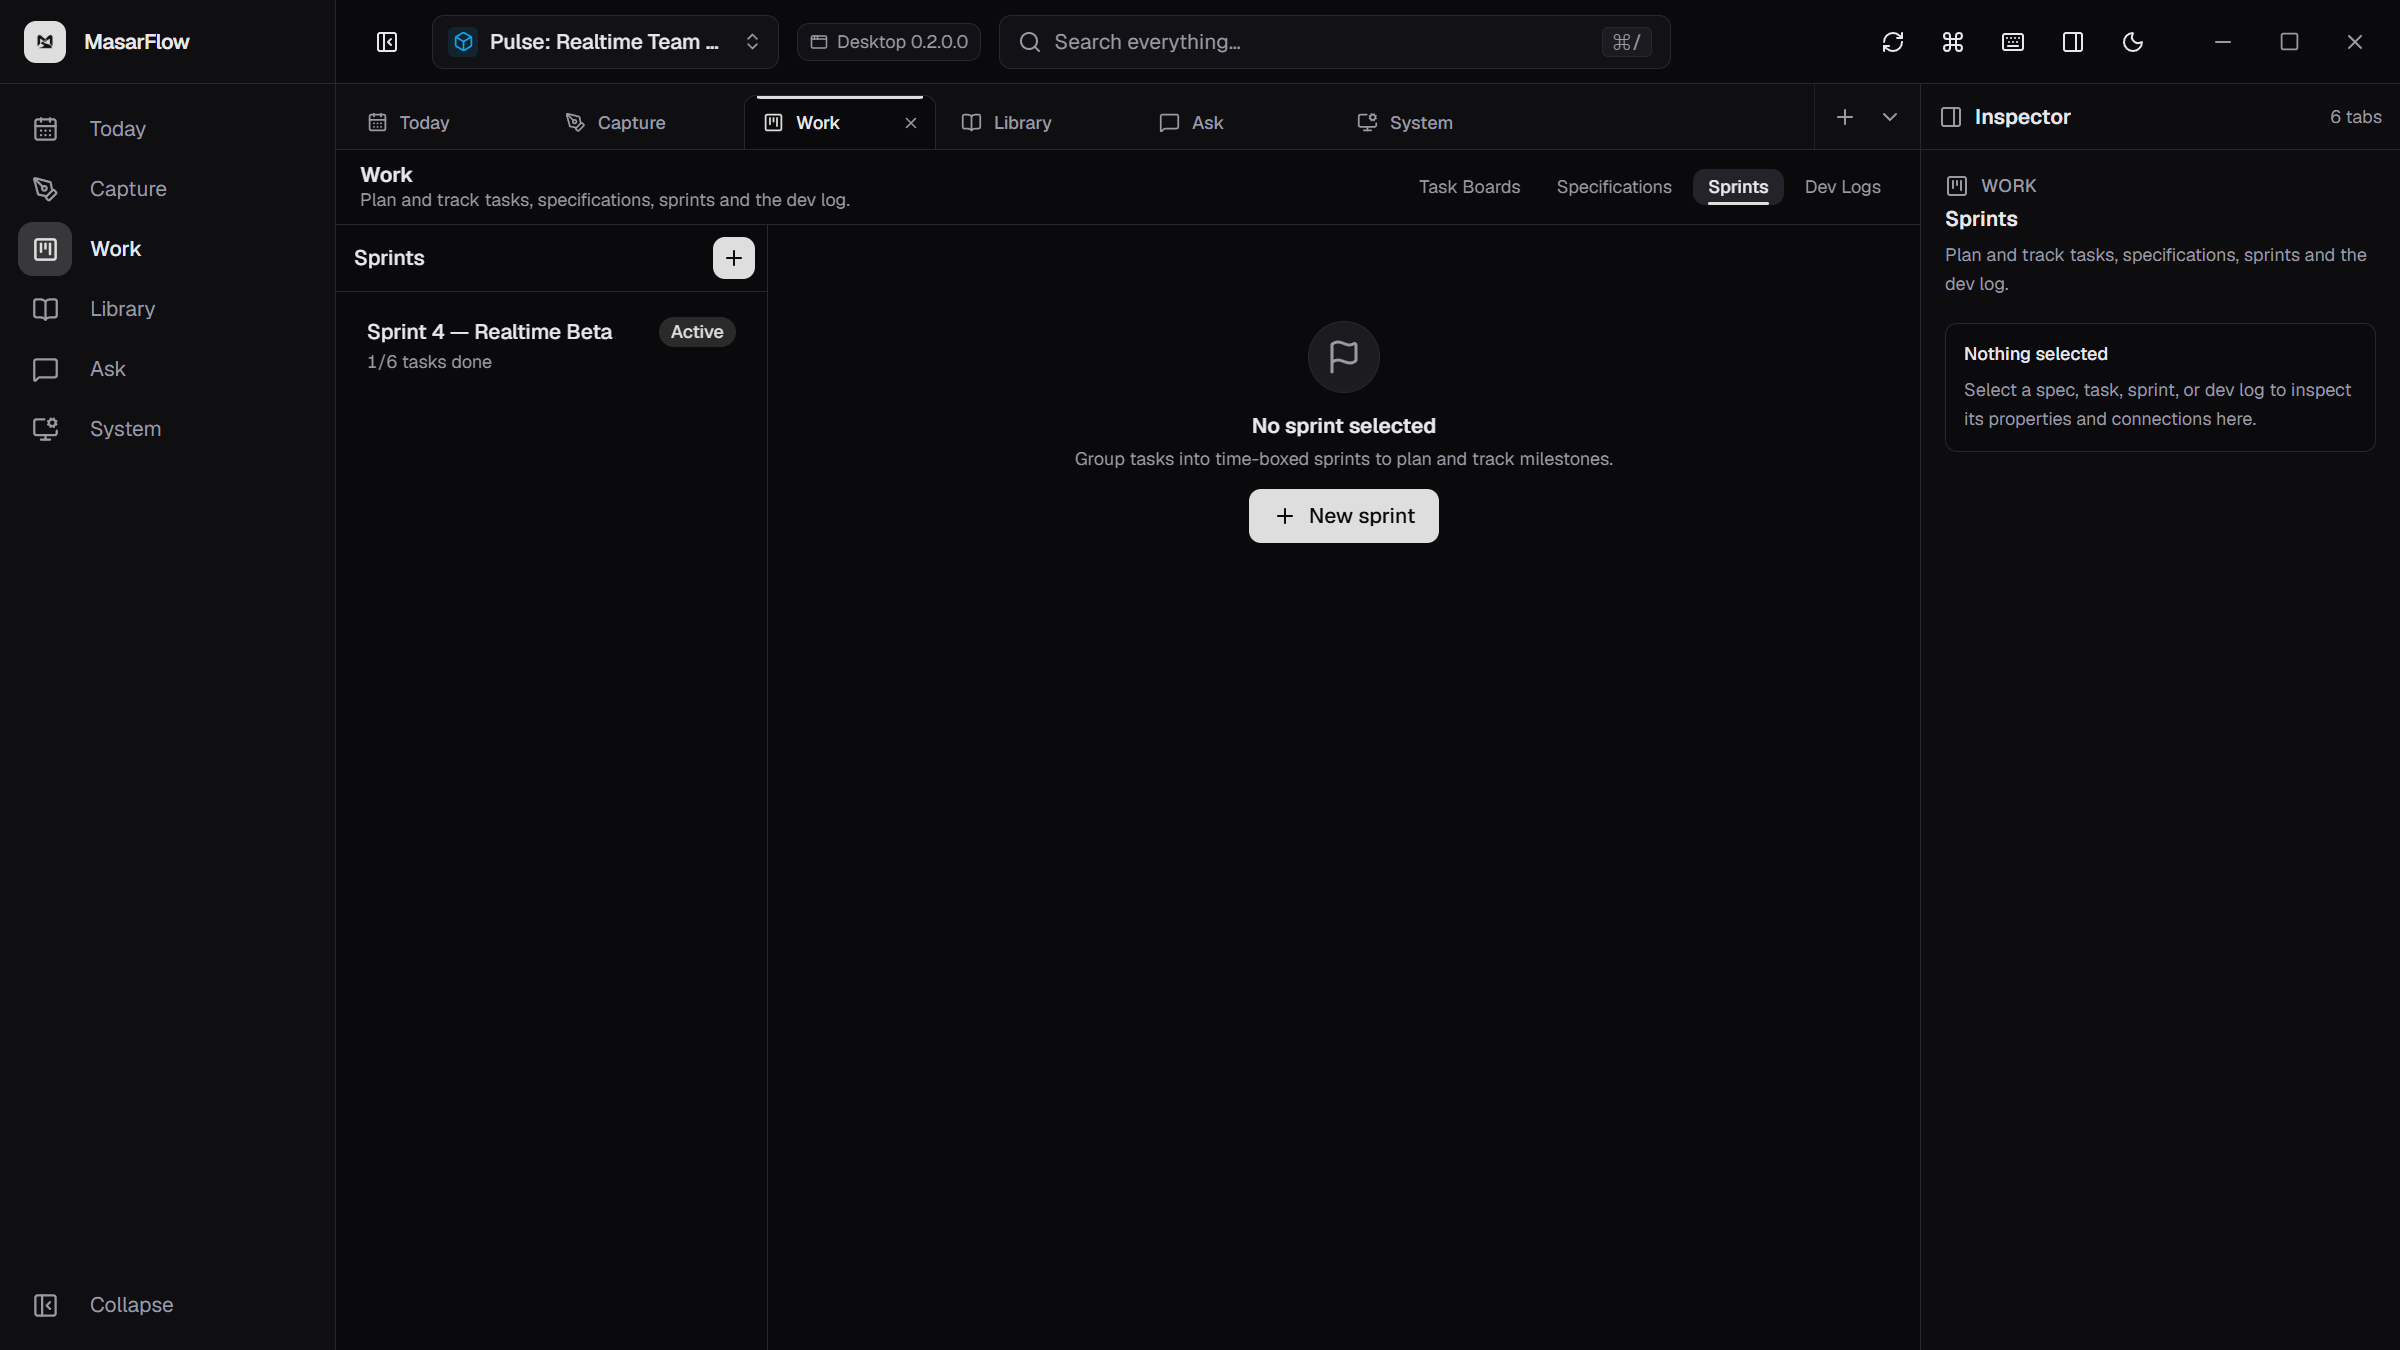 MasarFlow
Pulse: Realtime Team ...
Desktop 0.2.0.0
Search everything...
⌘/
Today
Capture
Work
Library
Ask
System
Collapse
Today
Capture
Work
Library
Ask
System
Work
Plan and track tasks, specifications, sprints and the dev log.
Task Boards
Specifications
Sprints
Dev Logs
Sprints
Sprint 4 — Realtime Beta
Active
1/6 tasks done
No sprint selected
Group tasks into time-boxed sprints to plan and track milestones.
New sprint
Inspector
6 tabs
WORK
Sprints
Plan and track tasks, specifications, sprints and the
dev log.
Nothing selected
Select a spec, task, sprint, or dev log to inspect
its properties and connections here.